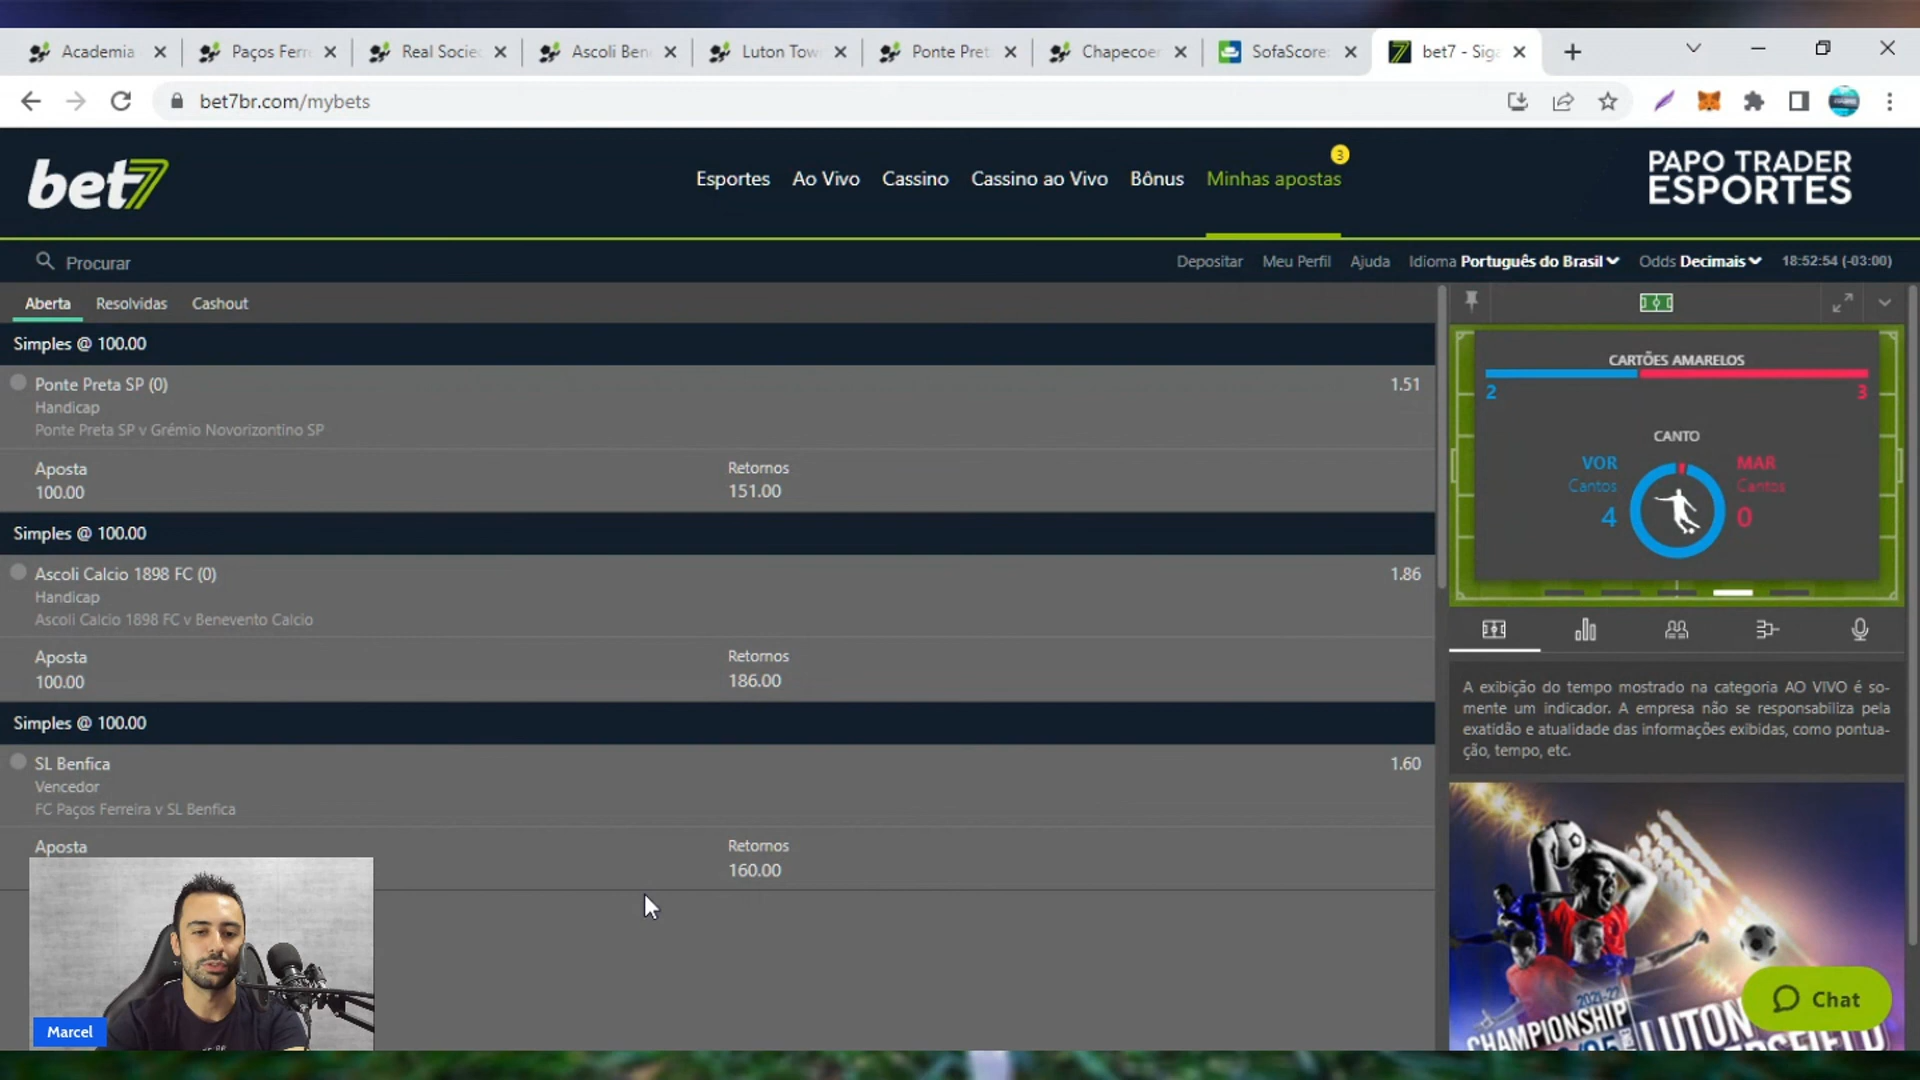 Academia
Paços Ferr
Real Socie
Ascoli Ben
Luton Tow
Ponte Pret
Chapecoer
SofaScore:
bet7 - Siga
bet7br.com/mybets
bet7
Esportes
Ao Vivo
Cassino
Cassino ao Vivo
Bônus
Minhas apostas
3
PAPO TRADER
ESPORTES
Procurar
Depositar
Meu Perfil
Ajuda
Idioma Português do Brasil
Odds Decimais
18:52:54 (-03:00)
Aberta
Resolvidas
Cashout
Simples @ 100.00
Ponte Preta SP (0)
1.51
Handicap
Ponte Preta SP v Grémio Novorizontino SP
Aposta
Retornos
100.00
151.00
Simples @ 100.00
Ascoli Calcio 1898 FC (0)
1.86
Handicap
Ascoli Calcio 1898 FC v Benevento Calcio
Aposta
Retornos
100.00
186.00
Simples @ 100.00
SL Benfica
1.60
Vencedor
FC Paços Ferreira v SL Benfica
Aposta
Retornos
160.00
Marcel
CARTÕES AMARELOS
2
3
CANTO
VOR
MAR
Cantos
Cantos
4
0
A exibição do tempo mostrado na categoria AO VIVO é so-
mente um indicador. A empresa não se responsabiliza pela
exatidão e atualidade das informações exibidas, como pontua-
ção, tempo, etc.
2021-22
CHAMPIONSHIP
LUTON
Chat